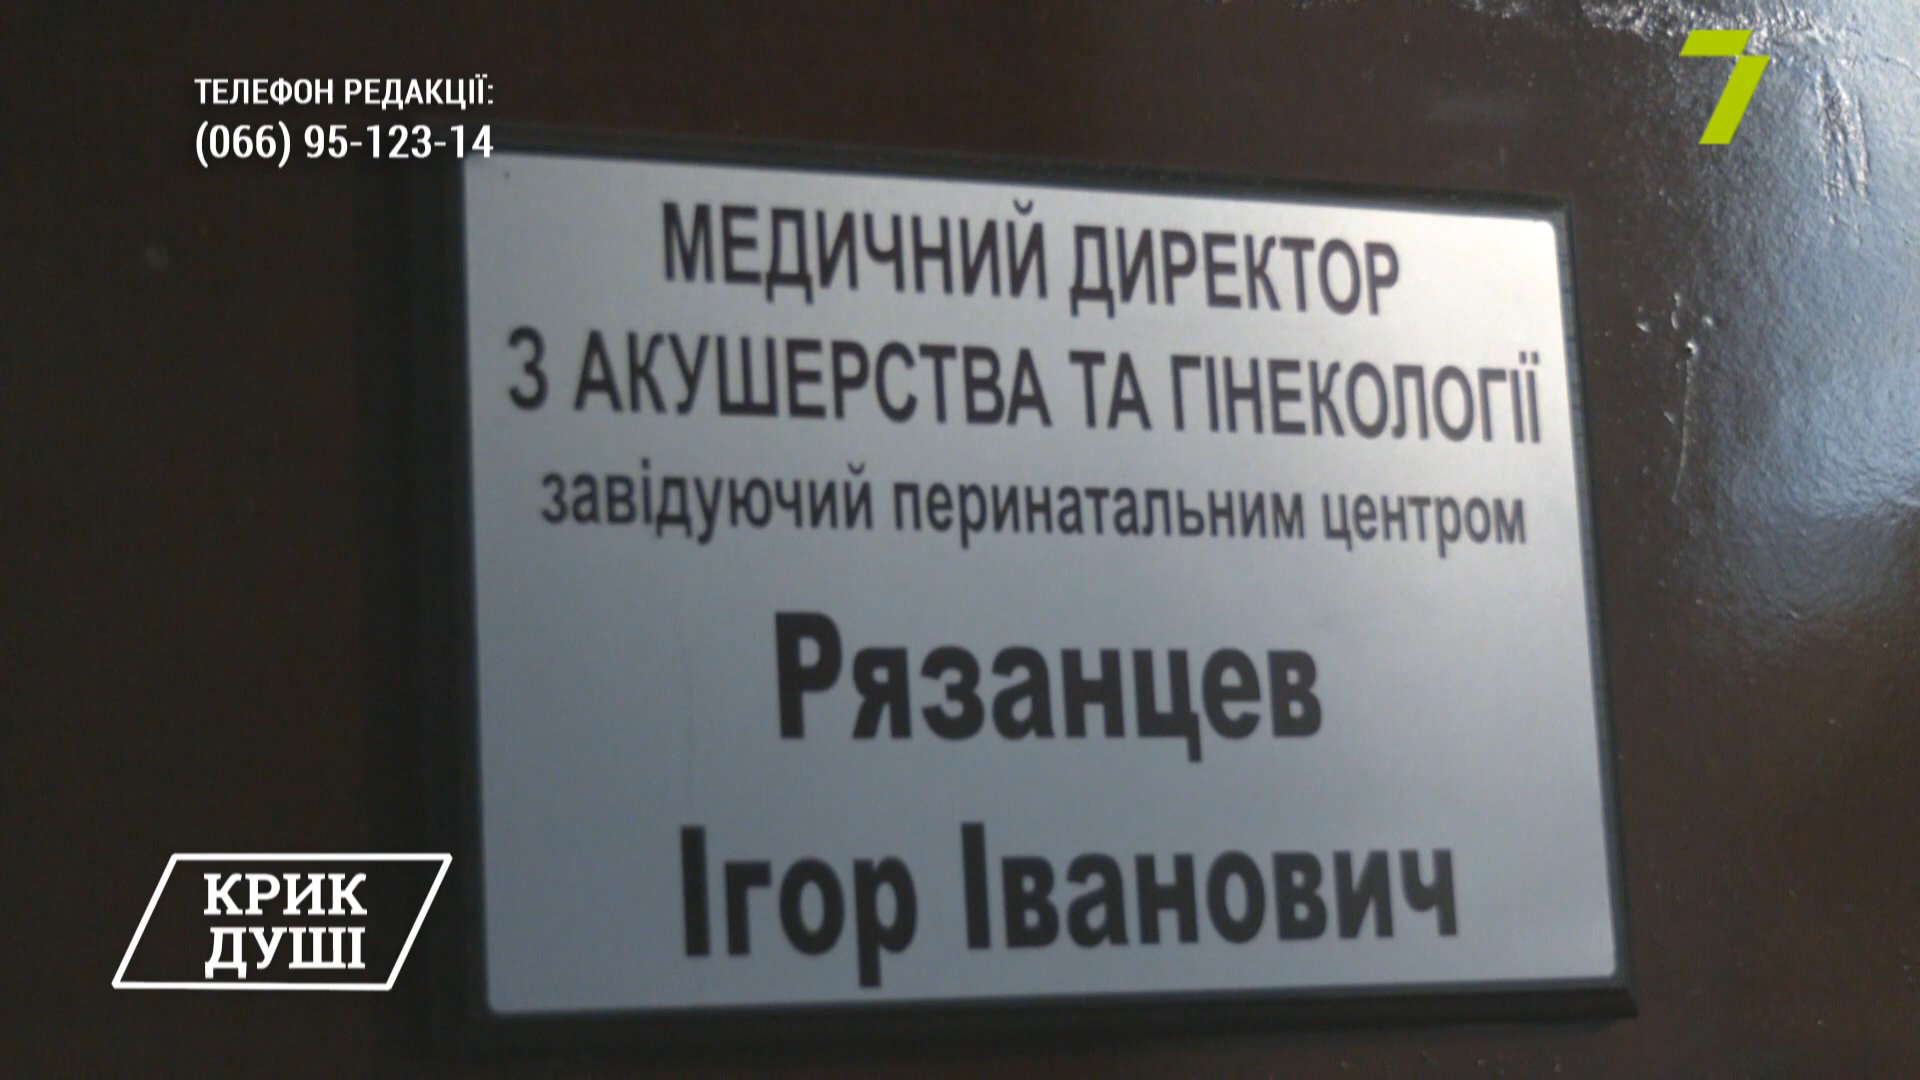 ТЕЛЕФОН РЕДАКЦІЇ:
(066) 95-123-14
7
МЕДИЧНИЙ ДИРЕКТОР
З АКУШЕРСТВА ТА ГІНЕКОЛОГІЇ
завідуючий перинатальним центром
Рязанцев
Ігор Іванович
КРИК
ДУШІ